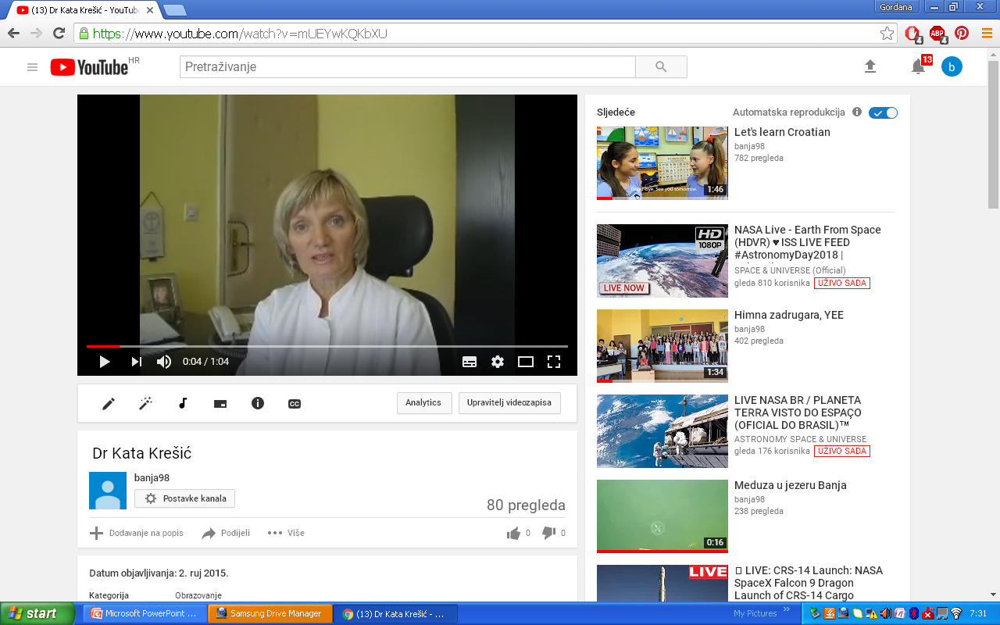 (13) Dr Kata Krešić - YouTub
Gordana
https://www.youtube.com/watch?v=mUEYwKQKbXU
4
ABP
4
YouTube HR
Pretraživanje
13
b
0:04 / 1:04
Analytics
Upravitelj videozapisa
Dr Kata Krešić
banja98
Postavke kanala
80 pregleda
Dodavanje na popis
Podijeli
Više
0
0
Datum objavljivanja: 2. ruj 2015.
Kategorija
Obrazovanje
Sljedeće
Automatska reprodukcija
Good-bye. See you tomorrow.
1:46
Let's learn Croatian
banja98
782 pregleda
HD
1080P
LIVE NOW
NASA Live - Earth From Space
(HDVR) ♥ ISS LIVE FEED
#AstronomyDay2018 |
SPACE & UNIVERSE (Official)
gleda 810 korisnika UŽIVO SADA
1:34
Himna zadrugara, YEE
banja98
402 pregleda
LIVE NASA BR / PLANETA
TERRA VISTO DO ESPAÇO
(OFICIAL DO BRASIL)™
ASTRONOMY SPACE & UNIVERSE
gleda 176 korisnika UŽIVO SADA
0:16
Meduza u jezeru Banja
banja98
238 pregleda
LIVE
LIVE: CRS-14 Launch: NASA
SpaceX Falcon 9 Dragon
Launch of CRS-14 Cargo
start
Microsoft PowerPoint ...
Samsung Drive Manager
(13) Dr Kata Krešić - ...
My Pictures
7:31